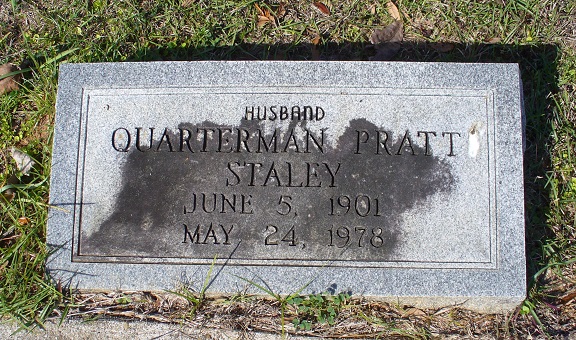 HUSBAND
QUARTERMAN PRATT
STALEY
JUNE 5, 1901
MAY 24, 1978